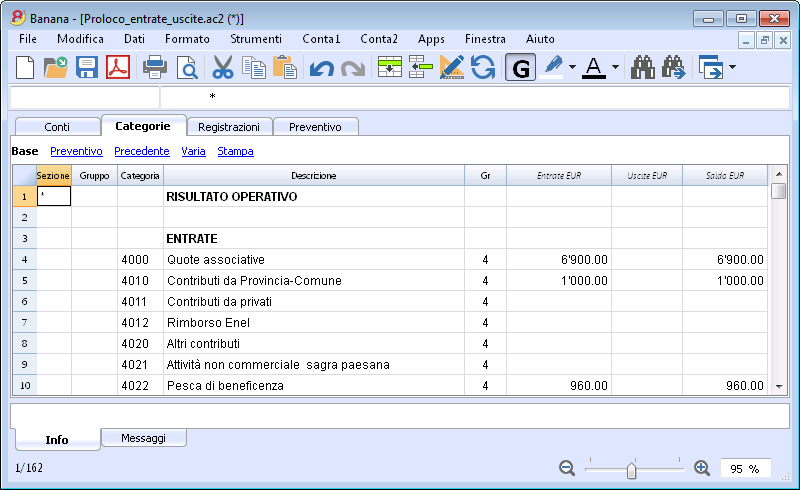 Banana - [Proloco_entrate_uscite.ac2 (*)]
File Modifica Dati Formato Strumenti Conta1 Conta2 Apps Finestra Aiuto
G A
*
Conti Categorie Registrazioni Preventivo
Base Preventivo Precedente Varia Stampa
Sezione Gruppo Categoria Descrizione Gr Entrate EUR Uscite EUR Saldo EUR
1 * RISULTATO OPERATIVO
2
3 ENTRATE
4 4000 Quote associative 4 6'900.00 6'900.00
5 4010 Contributi da Provincia-Comune 4 1'000.00 1'000.00
6 4011 Contributi da privati 4
7 4012 Rimborso Enel 4
8 4020 Altri contributi 4
9 4021 Attività non commerciale sagra paesana 4
10 4022 Pesca di beneficenza 4 960.00 960.00
Info Messaggi
1/162 95 %